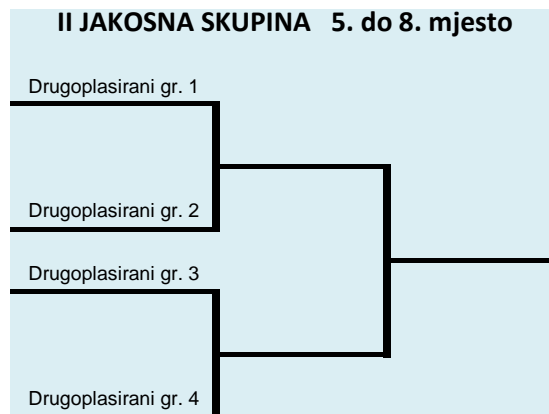 II JAKOSNA SKUPINA 5. do 8. mjesto
Drugoplasirani gr. 1
Drugoplasirani gr. 2
Drugoplasirani gr. 3
Drugoplasirani gr. 4